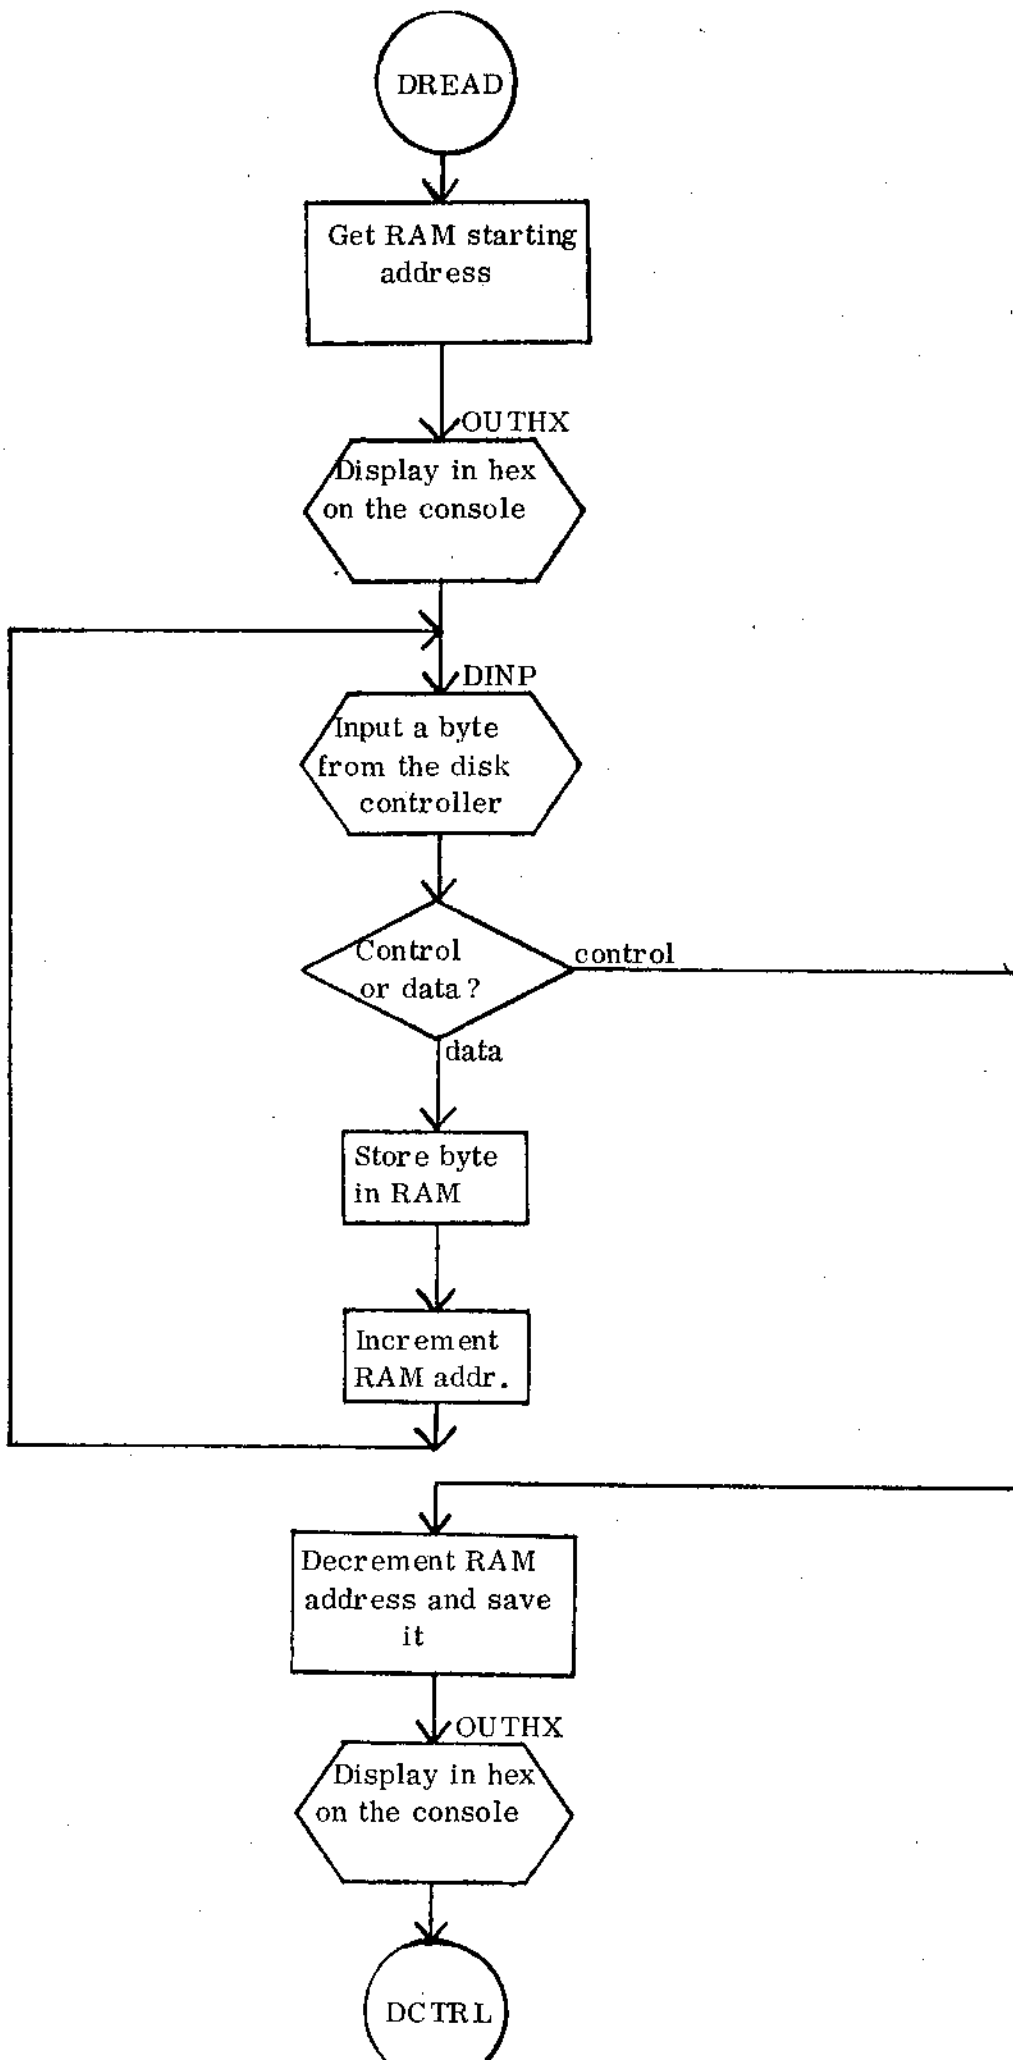 DREAD
Get RAM starting
address
OUTHX
Display in hex
on the console
DINP
Input a byte
from the disk
controller
Control
or data?
control
data
Store byte
in RAM
Increment
RAM addr.
Decrement RAM
address and save
it
OUTHX
Display in hex
on the console
DCTRL